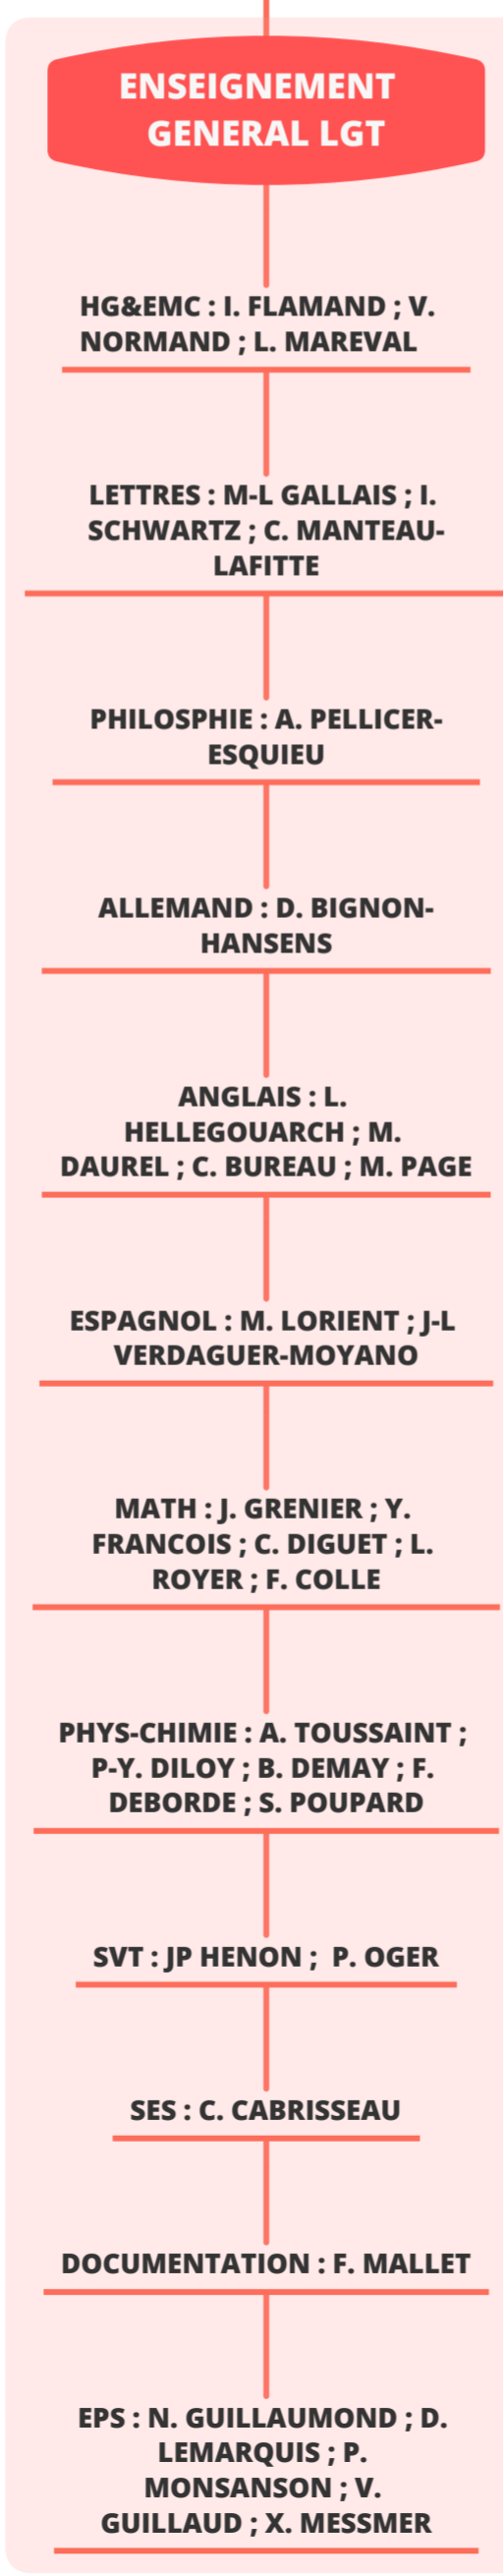 ENSEIGNEMENT
GENERAL LGT
HG&EMC : I. FLAMAND ; V.
NORMAND ; L. MAREVAL
LETTRES : M-L GALLAIS ; I.
SCHWARTZ ; C. MANTEAU-
LAFITTE
PHILOSPHIE : A. PELLICER-
ESQUIEU
ALLEMAND : D. BIGNON-
HANSENS
ANGLAIS : L.
HELLEGOUARCH ; M.
DAUREL ; C. BUREAU ; M. PAGE
ESPAGNOL : M. LORIENT ; J-L
VERDAGUER-MOYANO
MATH : J. GRENIER ; Y.
FRANCOIS ; C. DIGUET ; L.
ROYER ; F. COLLE
PHYS-CHIMIE : A. TOUSSAINT ;
P-Y. DILOY ; B. DEMAY ; F.
DEBORDE ; S. POUPARD
SVT : JP HENON ;  P. OGER
SES : C. CABRISSEAU
DOCUMENTATION : F. MALLET
EPS : N. GUILLAUMOND ; D.
LEMARQUIS ; P.
MONSANSON ; V.
GUILLAUD ; X. MESSMER